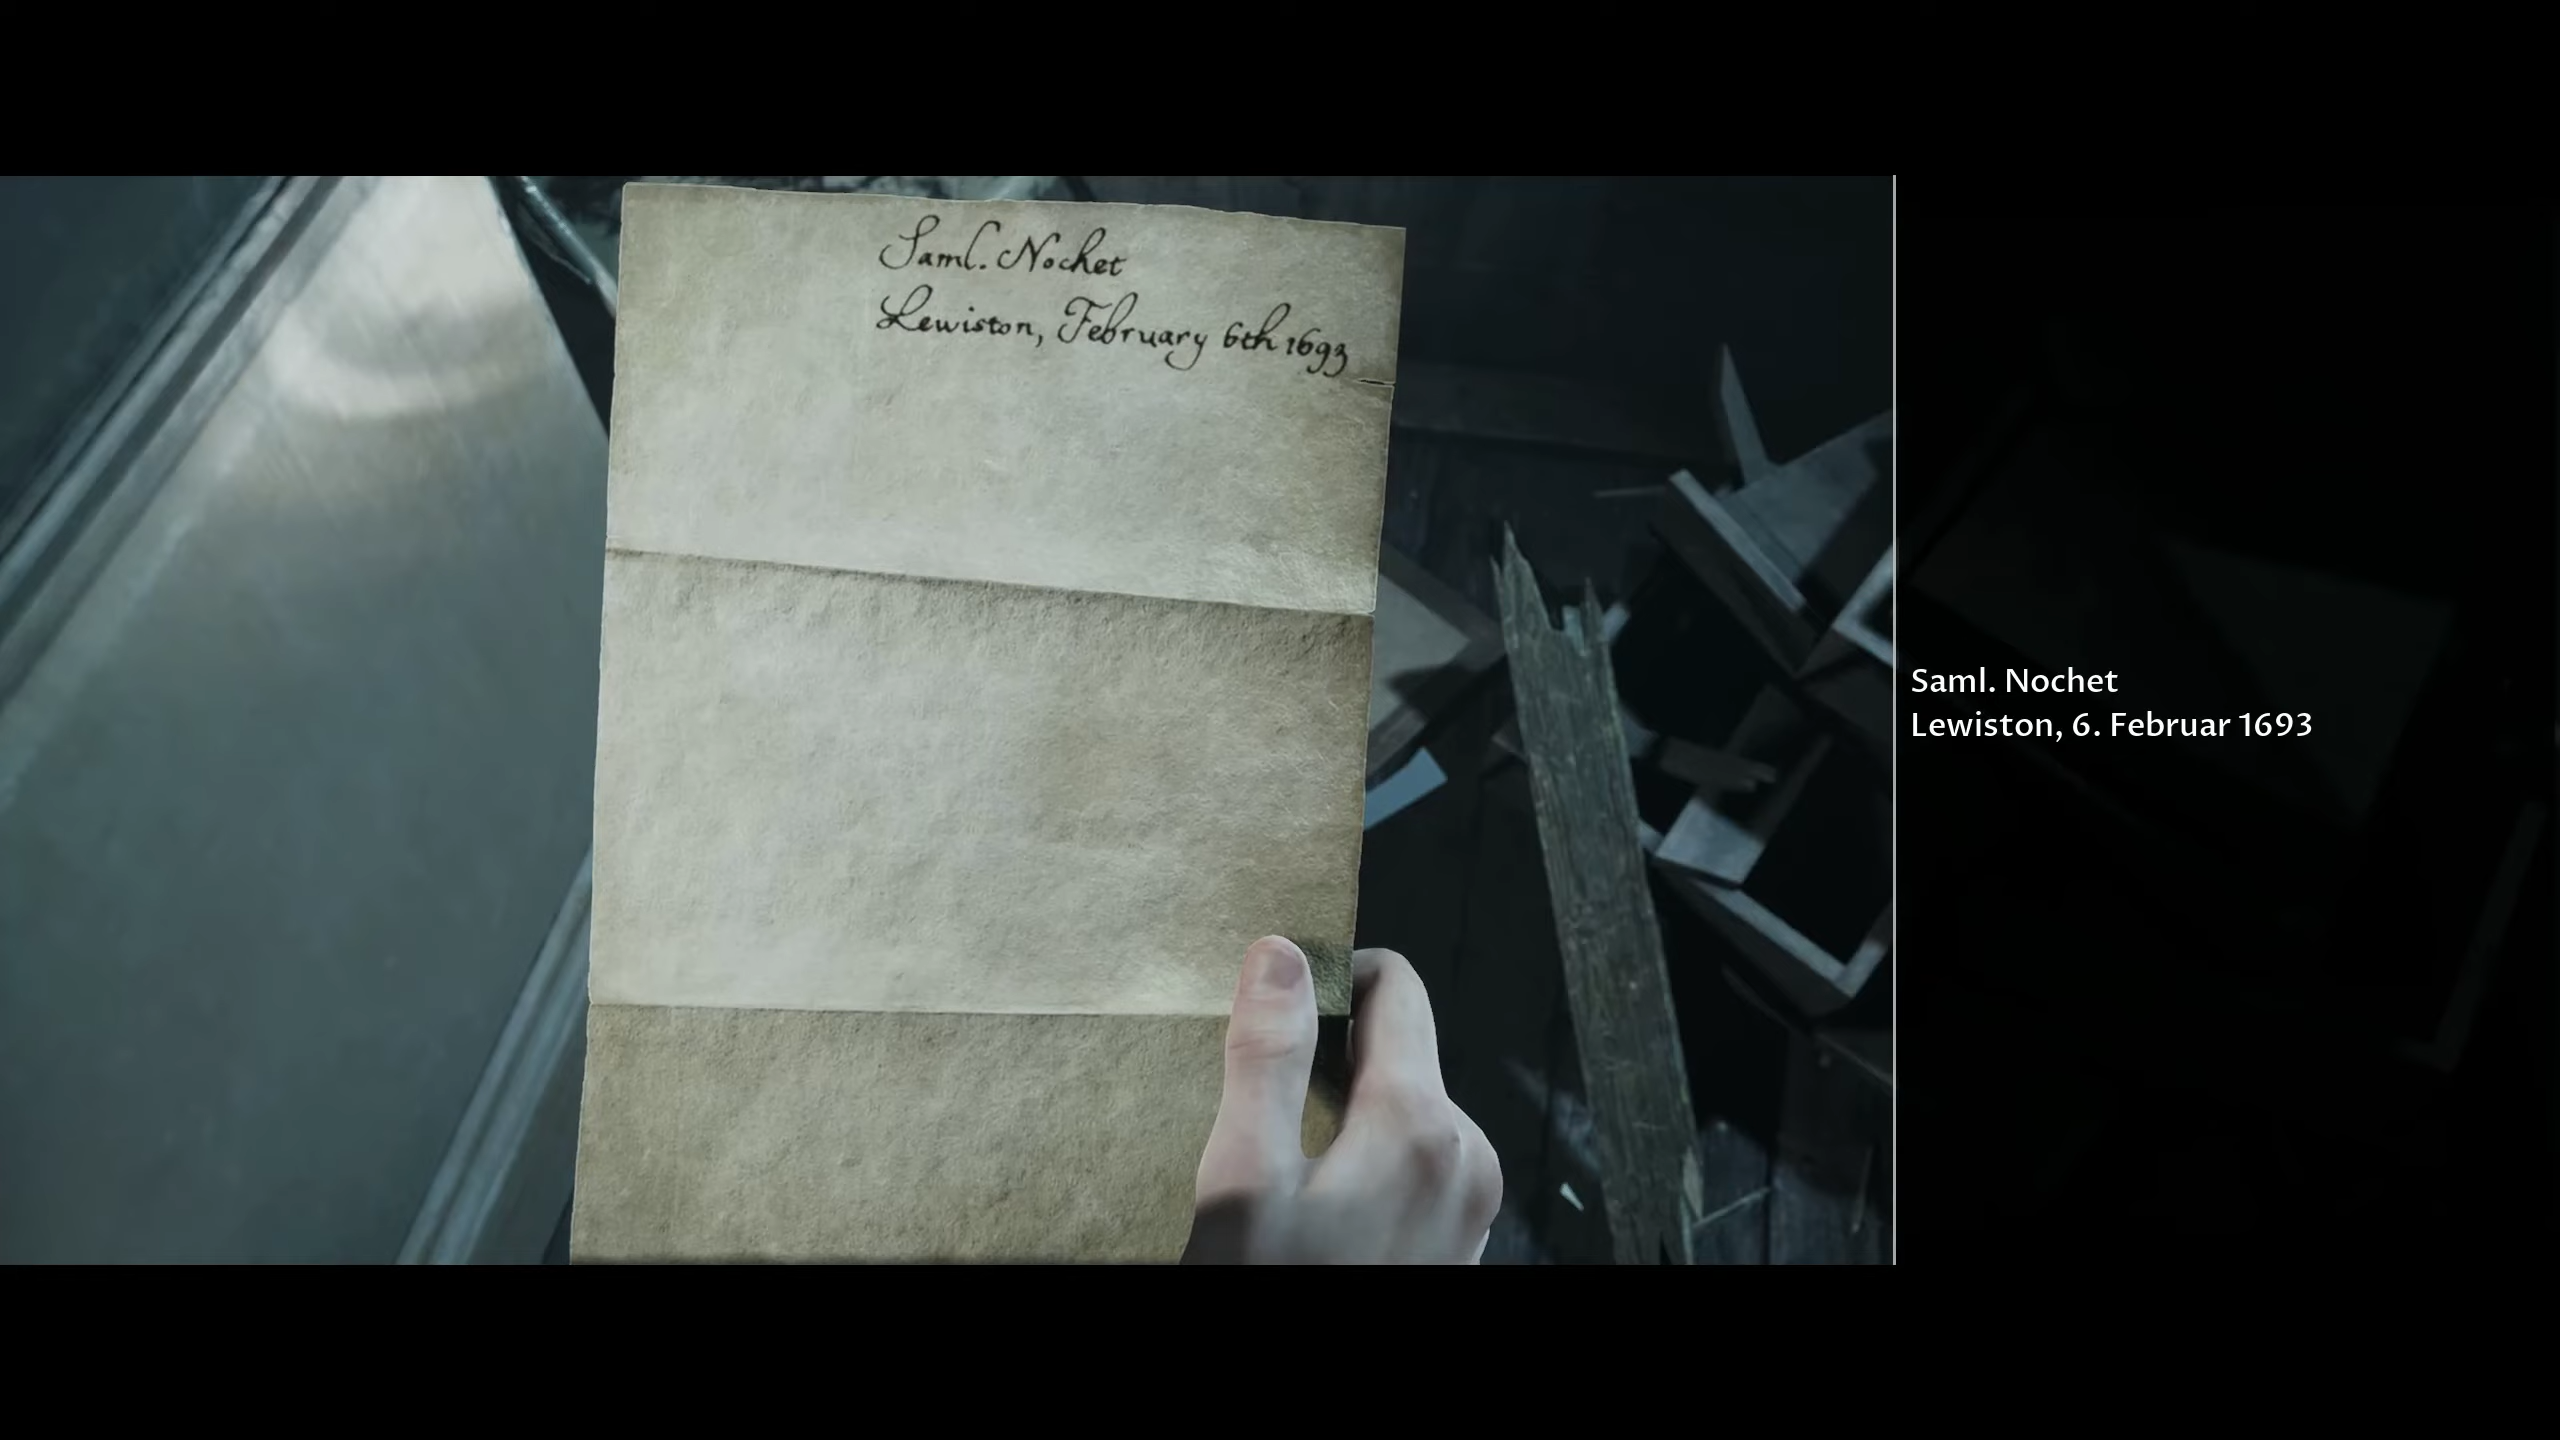 Saml. Nochet
Lewiston, February 6th 1693
Saml. Nochet
Lewiston, 6. Februar 1693